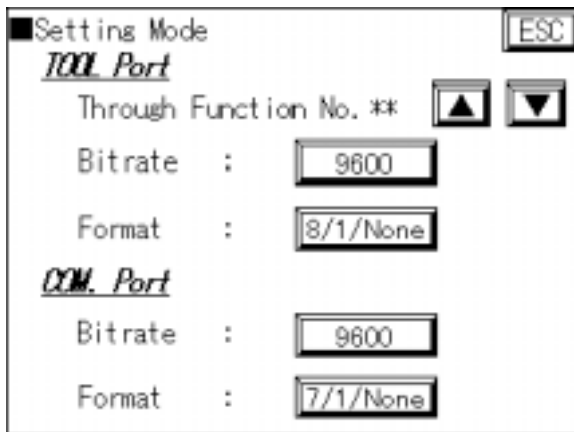 ■Setting Mode ESC
TOOL Port
Through Function No. ** ▲ ▼
Bitrate : 9600
Format : 8/1/None
COM. Port
Bitrate : 9600
Format : 7/1/None